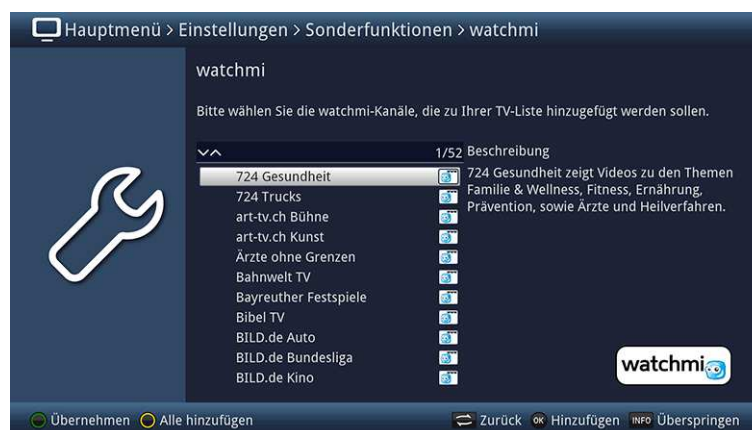 Hauptmenü > Einstellungen > Sonderfunktionen > watchmi
watchmi
Bitte wählen Sie die watchmi-Kanäle, die zu Ihrer TV-Liste hinzugefügt werden sollen.
1/52
724 Gesundheit
724 Trucks
art-tv.ch Bühne
art-tv.ch Kunst
Ärzte ohne Grenzen
Bahnwelt TV
Bayreuther Festspiele
Bibel TV
BILD.de Auto
BILD.de Bundesliga
BILD.de Kino
Beschreibung
724 Gesundheit zeigt Videos zu den Themen
Familie & Wellness, Fitness, Ernährung,
Prävention, sowie Ärzte und Heilverfahren.
watchmi
Übernehmen Alle hinzufügen Zurück OK Hinzufügen INFO Überspringen